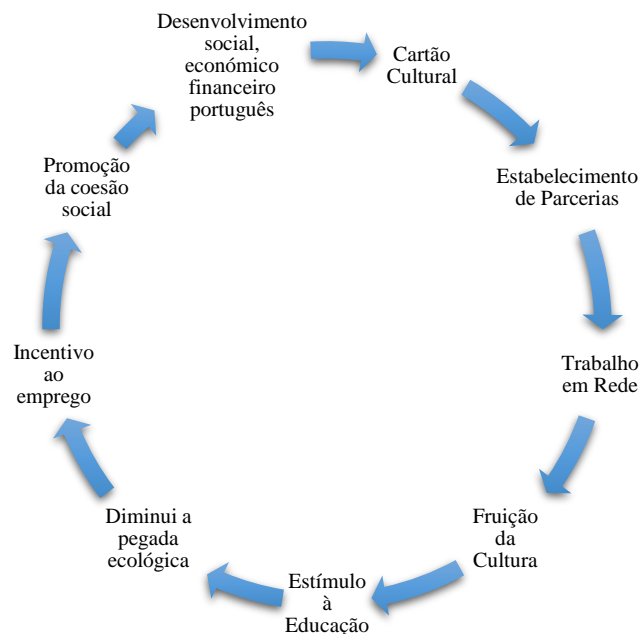 Desenvolvimento
social,
económico
financeiro
português
Cartão
Cultural
Estabelecimento
de Parcerias
Trabalho
em Rede
Fruição
da
Cultura
Estímulo
à
Educação
Diminui a
pegada
ecológica
Incentivo
ao
emprego
Promoção
da coesão
social